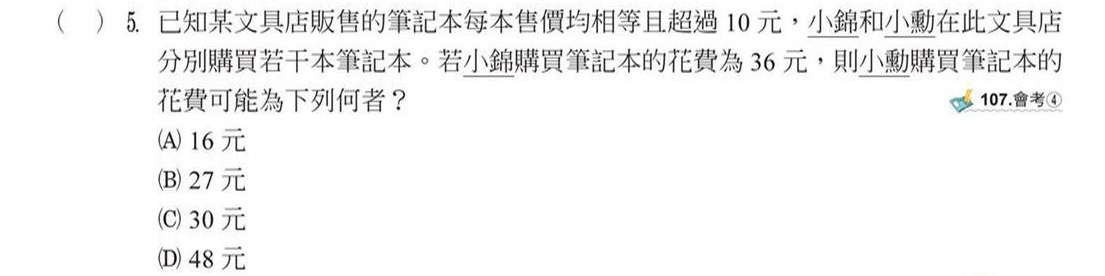 ( ) 5. 已知某文具店販售的筆記本每本售價均相等且超過 10 元，小錦和小勳在此文具店
分別購買若干本筆記本。若小錦購買筆記本的花費為 36 元，則小勳購買筆記本的
花費可能為下列何者？
107.會考④
(A) 16 元
(B) 27 元
(C) 30 元
(D) 48 元